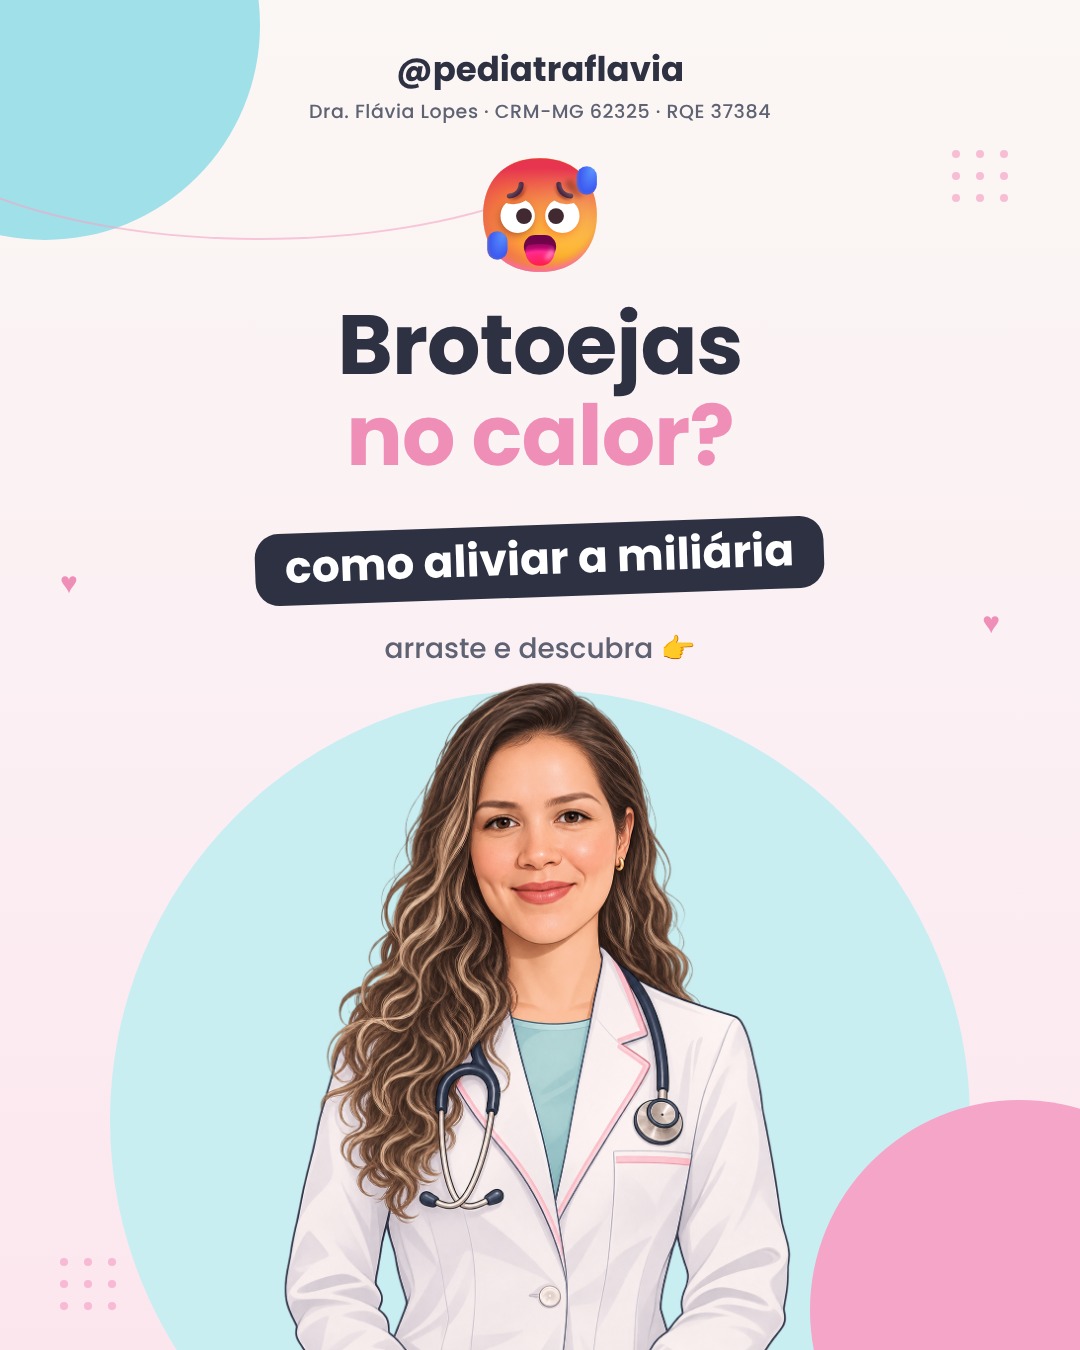 @pediatraflavia
Dra. Flávia Lopes · CRM-MG 62325 · RQE 37384
Brotoejas
no calor?
como aliviar a miliária
arraste e descubra 👉